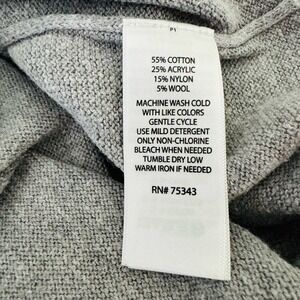 P1
55% COTTON
25% ACRYLIC
15% NYLON
5% WOOL
MACHINE WASH COLD
WITH LIKE COLORS
GENTLE CYCLE
USE MILD DETERGENT
ONLY NON-CHLORINE
BLEACH WHEN NEEDED
TUMBLE DRY LOW
WARM IRON IF NEEDED
RN# 75343